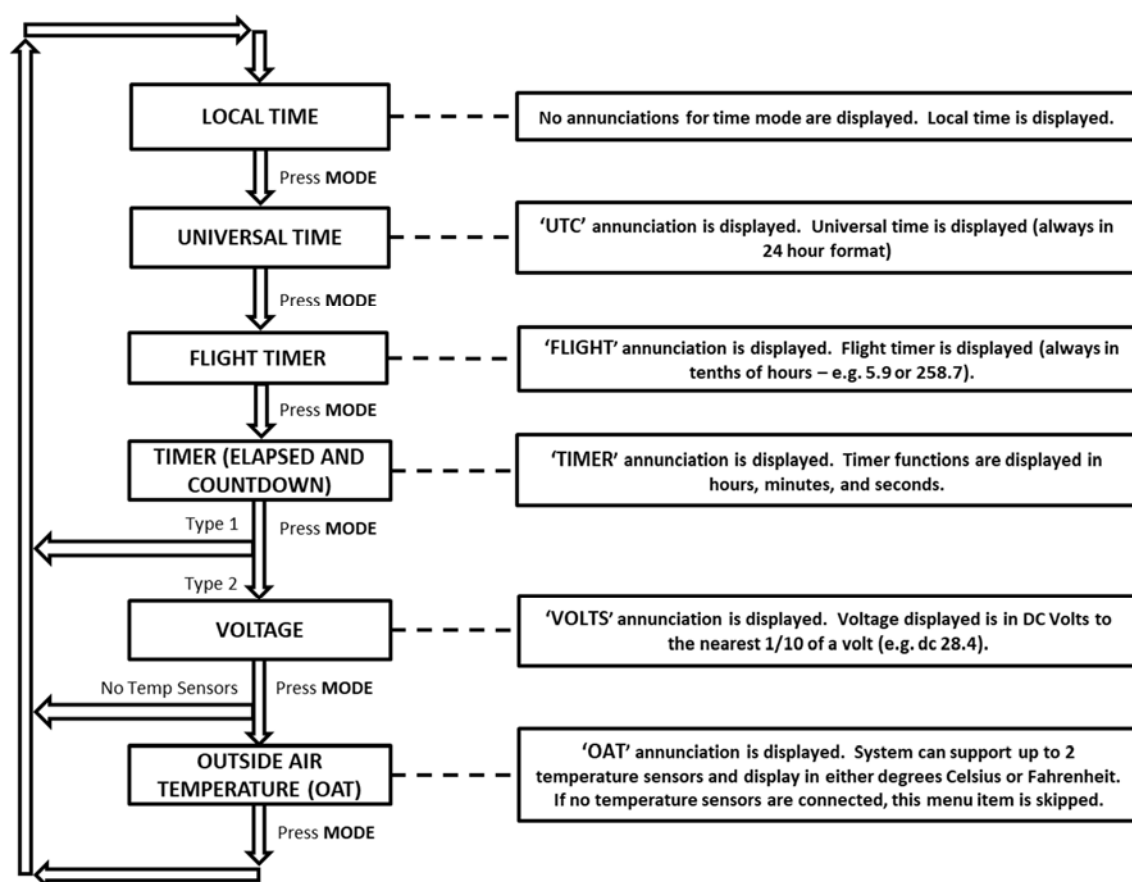 LOCAL TIME
No annunciations for time mode are displayed.  Local time is displayed.
Press MODE
UNIVERSAL TIME
‘UTC’ annunciation is displayed.  Universal time is displayed (always in
24 hour format)
Press MODE
FLIGHT TIMER
‘FLIGHT’ annunciation is displayed.  Flight timer is displayed (always in
tenths of hours – e.g. 5.9 or 258.7).
Press MODE
TIMER (ELAPSED AND
COUNTDOWN)
‘TIMER’ annunciation is displayed.  Timer functions are displayed in
hours, minutes, and seconds.
Type 1
Press MODE
Type 2
VOLTAGE
‘VOLTS’ annunciation is displayed.  Voltage displayed is in DC Volts to
the nearest 1/10 of a volt (e.g. dc 28.4).
No Temp Sensors
Press MODE
OUTSIDE AIR
TEMPERATURE (OAT)
‘OAT’ annunciation is displayed.  System can support up to 2
temperature sensors and display in either degrees Celsius or Fahrenheit.
If no temperature sensors are connected, this menu item is skipped.
Press MODE